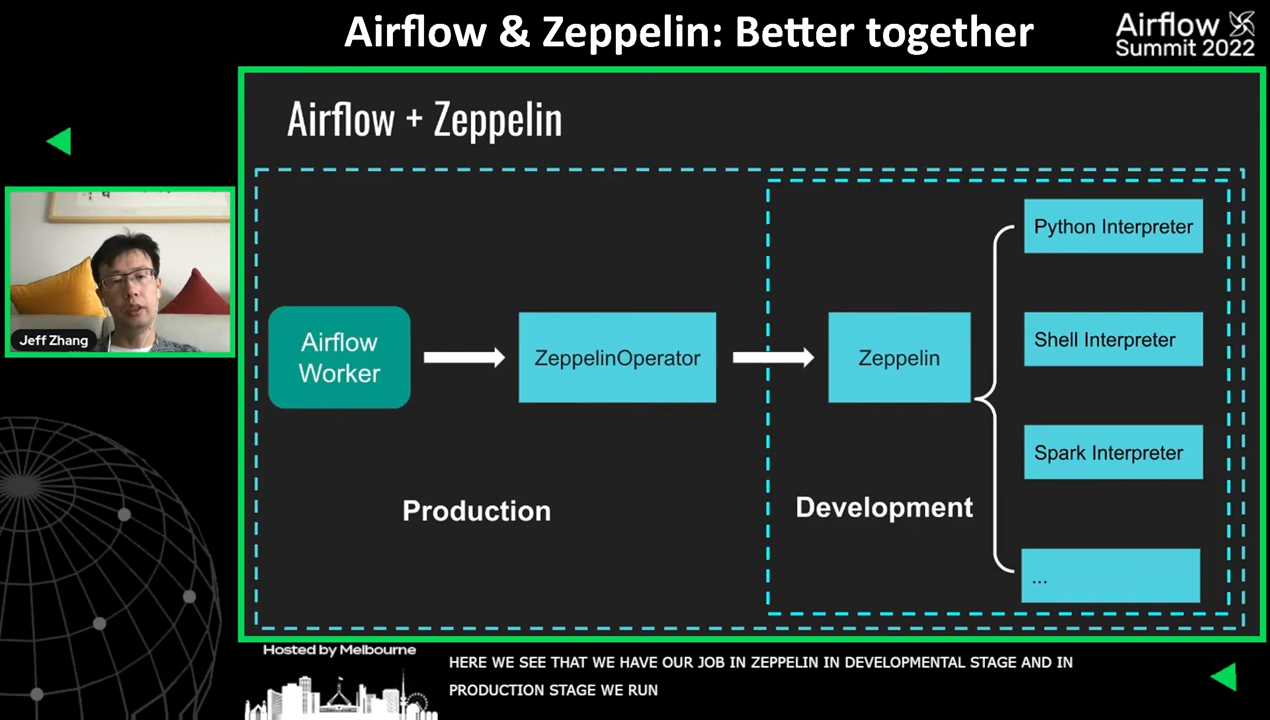 Airflow & Zeppelin: Better together
Airflow
Summit 2022
Airflow + Zeppelin
Python Interpreter
Shell Interpreter
Airflow
Worker
ZeppelinOperator
Zeppelin
Jeff Zhang
Spark Interpreter
Production
Development
...
Hosted by Melbourne
HERE WE SEE THAT WE HAVE OUR JOB IN ZEPPELIN IN DEVELOPMENTAL STAGE AND IN
PRODUCTION STAGE WE RUN